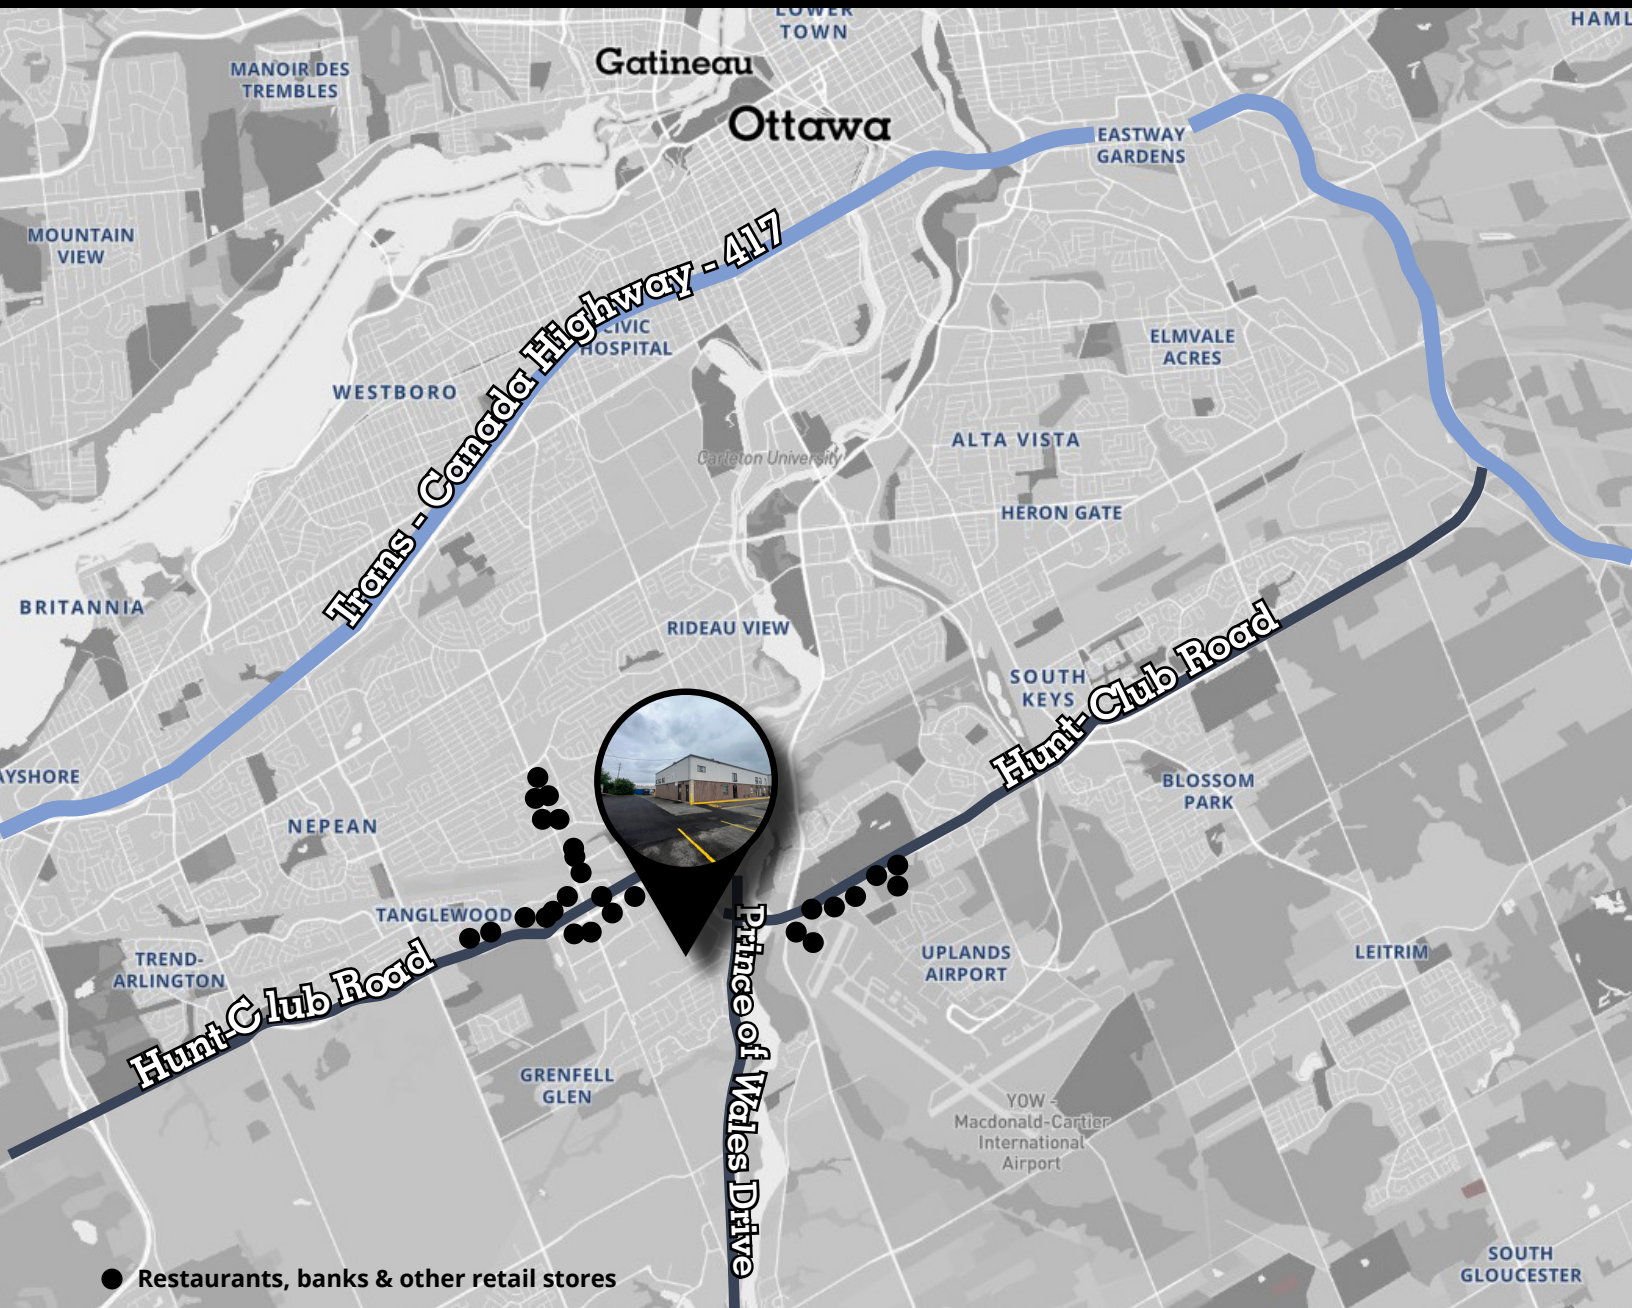 LOWER
TOWN
HAML
Gatineau
MANOIR DES
TREMBLES
Ottawa
EASTWAY
GARDENS
MOUNTAIN
VIEW
Trans - Canada Highway - 417
CIVIC
HOSPITAL
ELMVALE
ACRES
WESTBORO
ALTA VISTA
Carleton University
HERON GATE
BRITANNIA
RIDEAU VIEW
Hunt-Club Road
SOUTH
KEYS
AYSHORE
BLOSSOM
PARK
NEPEAN
TANGLEWOOD
Prince of Wales Drive
TREND-
ARLINGTON
UPLANDS
AIRPORT
LEITRIM
Hunt-C lub Road
GRENFELL
GLEN
YOW -
Macdonald-Cartier
International
Airport
SOUTH
GLOUCESTER
Restaurants, banks & other retail stores